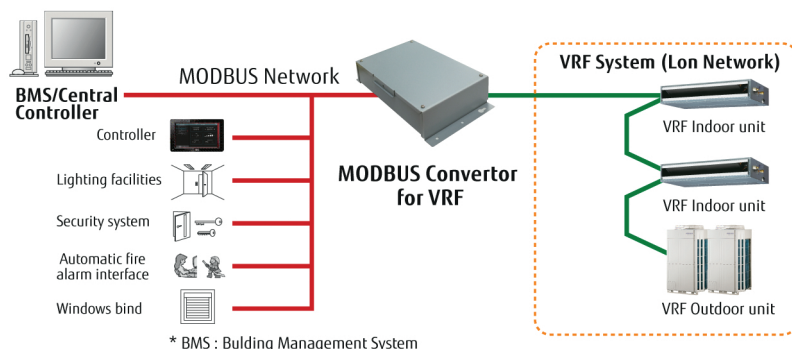 VRF System (Lon Network)
MODBUS Network
BMS/Central
Controller
Controller
VRF Indoor unit
Lighting facilities
MODBUS Convertor
for VRF
VRF Indoor unit
Security system
Automatic fire
alarm interface
Windows bind
VRF Outdoor unit
* BMS : Bulding Management System